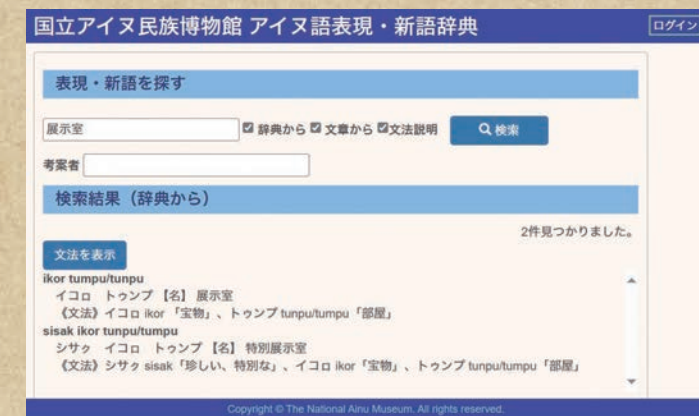 国立アイヌ民族博物館 アイヌ語表現・新語辞典
ログイン
表現・新語を探す
展示室
辞典から 文章から 文法説明
検索
考案者
検索結果（辞典から）
2件見つかりました。
文法を表示
ikor tumpu/tunpu
イコロ トゥンプ 【名】 展示室
《文法》イコロ ikor 「宝物」、トゥンプ tunpu/tumpu「部屋」
sisak ikor tunpu/tumpu
シサㇰ イコロ トゥンプ 【名】 特別展示室
《文法》シサㇰ sisak「珍しい、特別な」、イコロ ikor「宝物」、トゥンプ tunpu/tumpu「部屋」
Copyright © The National Ainu Museum. All rights reserved.